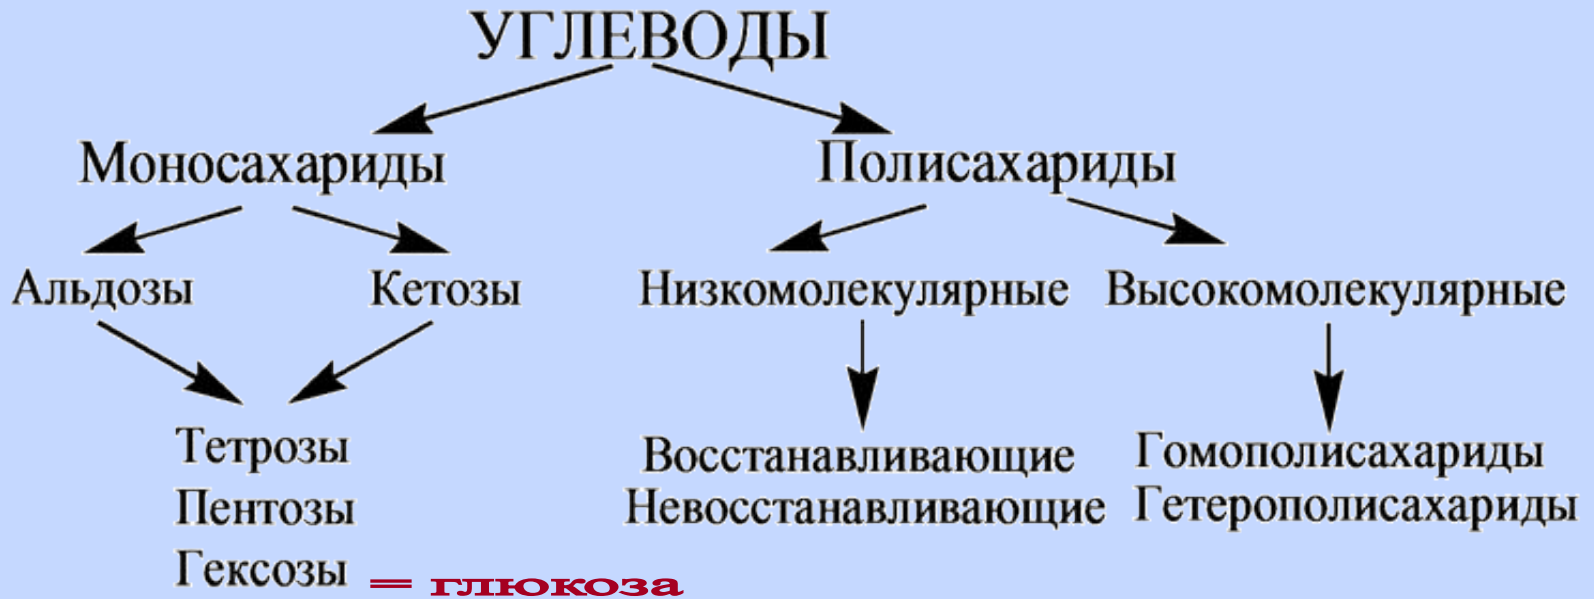 УГЛЕВОДЫ
Моносахариды Полисахариды
Альдозы Кетозы Низкомолекулярные Высокомолекулярные
Тетрозы Восстанавливающие Гомополисахариды
Пентозы Невосстанавливающие Гетерополисахариды
Гексозы = глюкоза